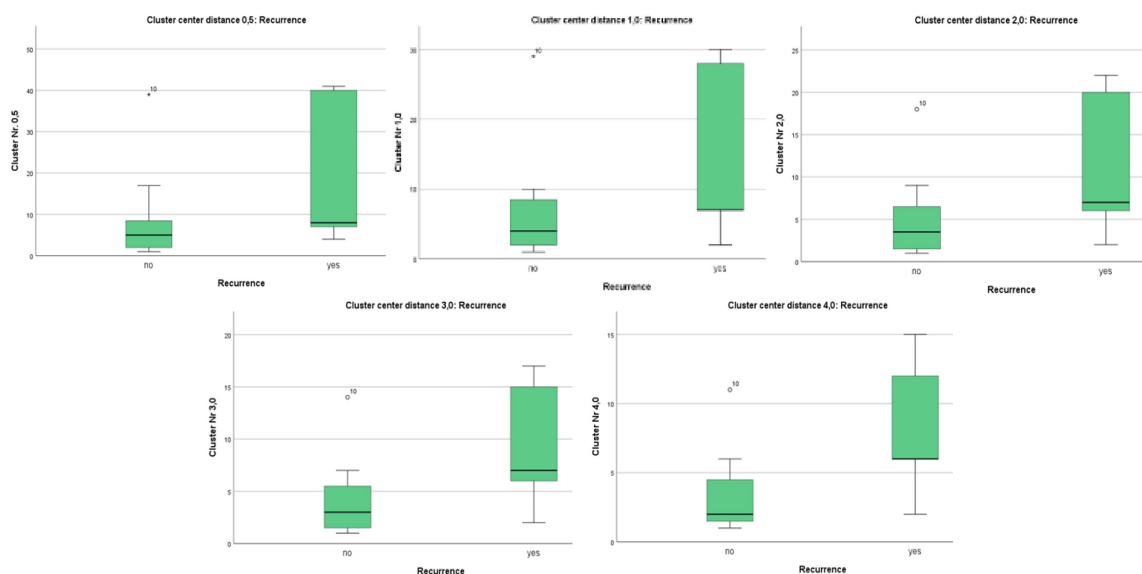 Cluster center distance 0,5: Recurrence
50
40
30
20
10
0
Cluster Nr. 0,5
*10
no
yes
Recurrence
Cluster center distance 1,0: Recurrence
20
10
Cluster Nr 1,0
10
no
yes
Recurrence
Cluster center distance 2,0: Recurrence
25
20
15
10
5
0
Cluster Nr 2,0
10
no
yes
Recurrence
Cluster center distance 3,0: Recurrence
20
15
10
5
0
Cluster Nr 3,0
10
no
yes
Recurrence
Cluster center distance 4,0: Recurrence
15
10
5
0
Cluster Nr 4,0
10
no
yes
Recurrence